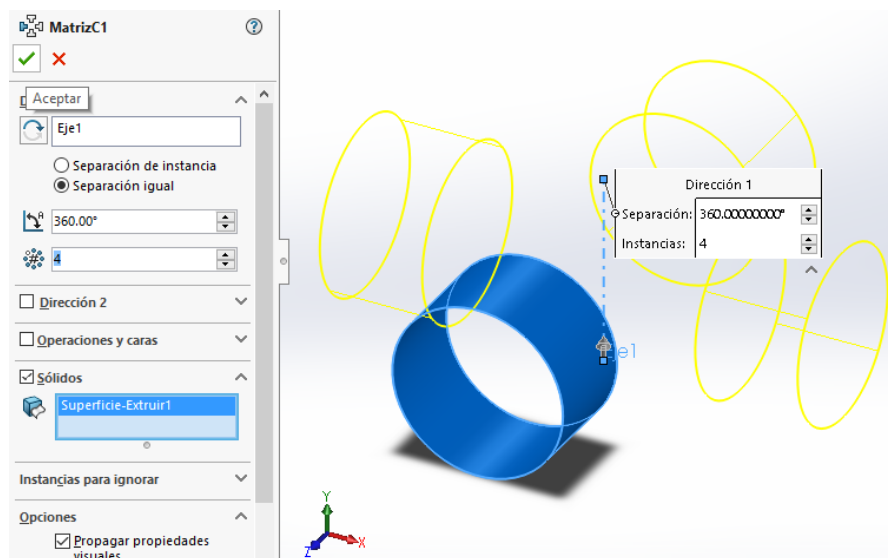 MatrizC1
Aceptar
Eje1
Separación de instancia
Separación igual
360.00°
4
Dirección 2
Operaciones y caras
Sólidos
Superficie-Extruir1
Instancias para ignorar
Opciones
Propagar propiedades
visuales
Dirección 1
Separación: 360.00000000°
Instancias: 4
Eje1
Y
X
Z